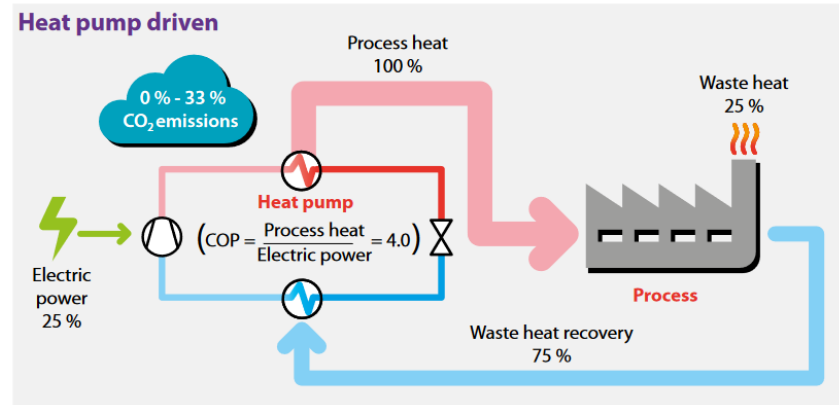 Heat pump driven
Process heat
100 %
Waste heat
25 %
0 % - 33 %
CO₂ emissions
Heat pump
(COP = Process heat / Electric power = 4.0)
Electric
power
25 %
Process
Waste heat recovery
75 %